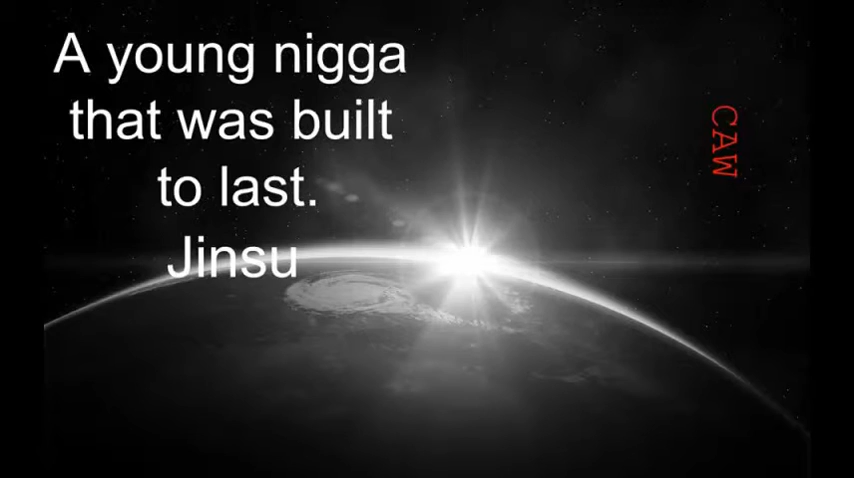 A young nigga
that was built
to last.
Jinsu
CAW